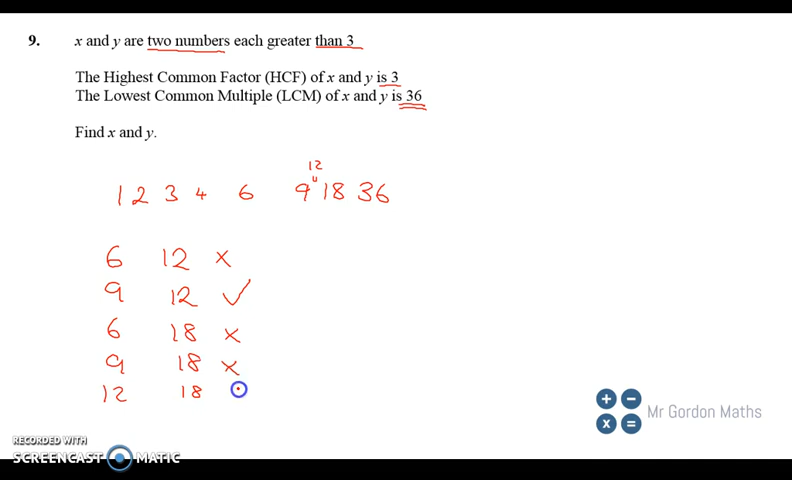 9. x and y are two numbers each greater than 3
The Highest Common Factor (HCF) of x and y is 3
The Lowest Common Multiple (LCM) of x and y is 36
Find x and y.
12
1 2 3 4 6 9 18 36
6 12 x
9 12 ✓
6 18 x
9 18 x
12 18
+ −
x =
Mr Gordon Maths
RECORDED WITH
SCREENCAST MATIC